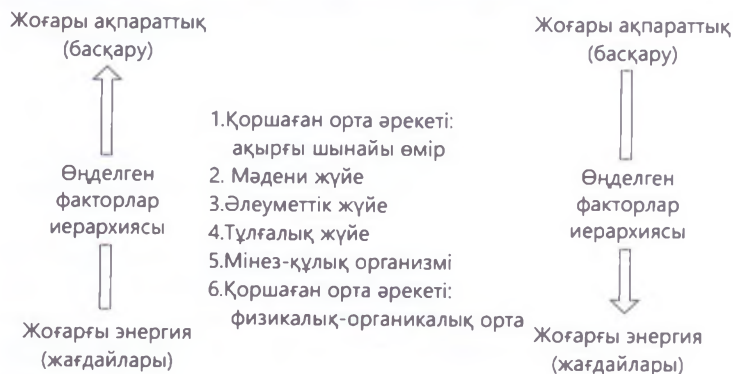 Жоғары ақпараттық
(басқару)
Өңделген
факторлар
иерархиясы
Жоғарғы энергия
(жағдайлары)
1.Қоршаған орта әрекеті:
ақырғы шынайы өмір
2. Мәдени жүйе
3.Әлеуметтік жүйе
4.Тұлғалық жүйе
5.Мінез-құлық организмі
6.Қоршаған орта әрекеті:
физикалық-органикалық орта
Жоғары ақпараттық
(басқару)
Өңделген
факторлар
иерархиясы
Жоғарғы энергия
(жағдайлары)